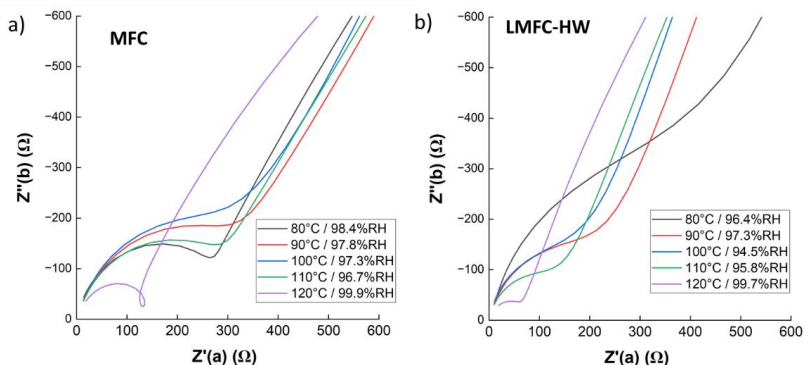 a)
MFC
Z''(b) (Ω)
-600
-500
-400
-300
-200
-100
0
0 100 200 300 400 500 600
Z'(a) (Ω)
80°C / 98.4%RH
90°C / 97.8%RH
100°C / 97.3%RH
110°C / 96.7%RH
120°C / 99.9%RH
b)
LMFC-HW
Z''(b) (Ω)
-600
-500
-400
-300
-200
-100
0
0 100 200 300 400 500 600
Z'(a) (Ω)
80°C / 96.4%RH
90°C / 97.3%RH
100°C / 94.5%RH
110°C / 95.8%RH
120°C / 99.7%RH